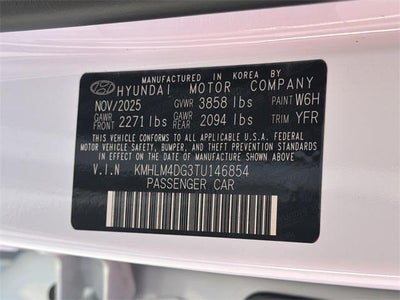 MANUFACTURED IN KOREA BY
HYUNDAI MOTOR COMPANY
NOV/2025 GVWR 3858 lbs PAINT W6H
GAWR FRONT 2271 lbs GAWR REAR 2094 lbs TRIM YFR
THIS VEHICLE CONFORMS TO ALL APPLICABLE U.S.A. FEDERAL
MOTOR VEHICLE SAFETY, BUMPER, AND THEFT PREVENTION
STANDARDS IN EFFECT ON THE DATE OF MANUFACTURE SHOWN ABOVE.
V.I.N KMHLM4DG3TU146854
PASSENGER CAR